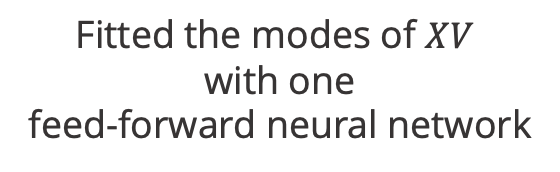 Fitted the modes of XV
with one
feed-forward neural network